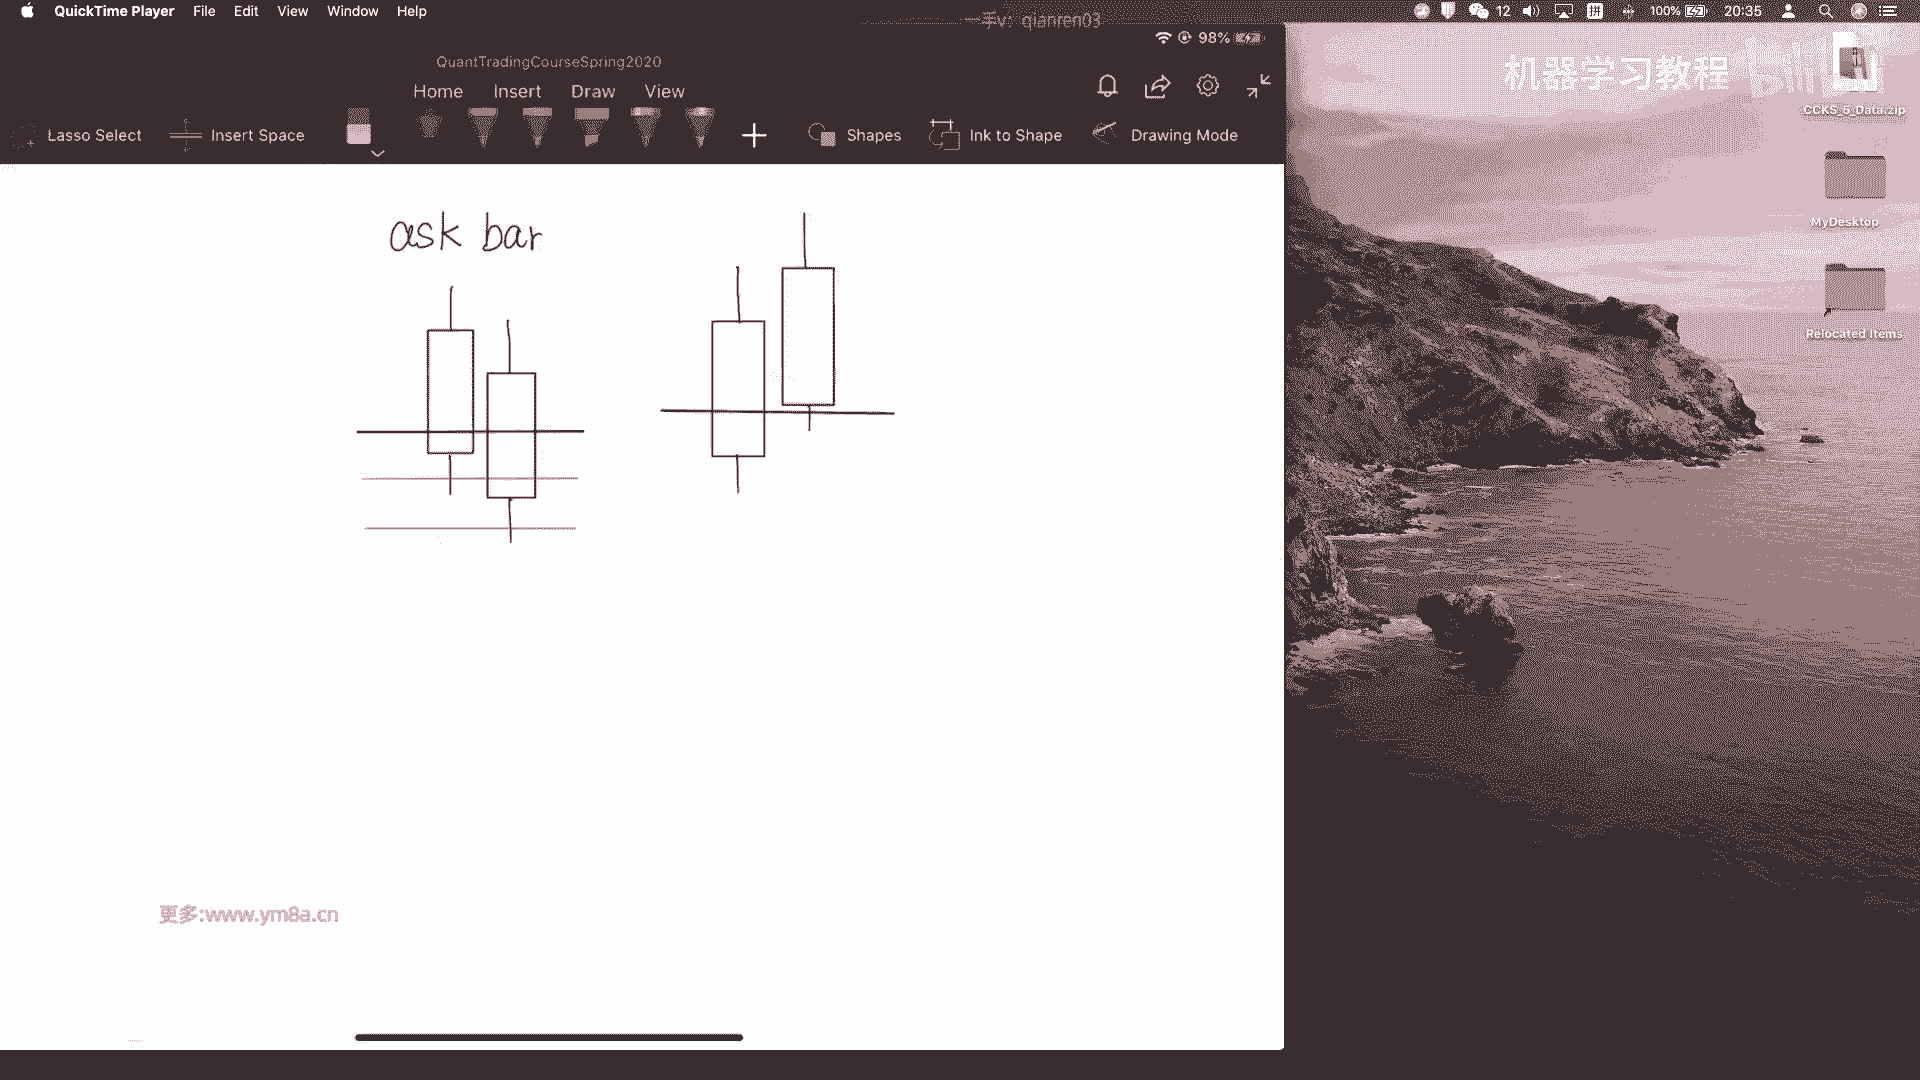 QuickTime Player File Edit View Window Help
12 100% 拼 20:35
一手v: qianren03
98%
QuantTradingCourseSpring2020
Home Insert Draw View
Lasso Select Insert Space Shapes Ink to Shape Drawing Mode
机器学习教程 bili
CCKS_5_Data.zip
MyDesktop
Relocated Items
ask bar
更多:www.ym8a.cn